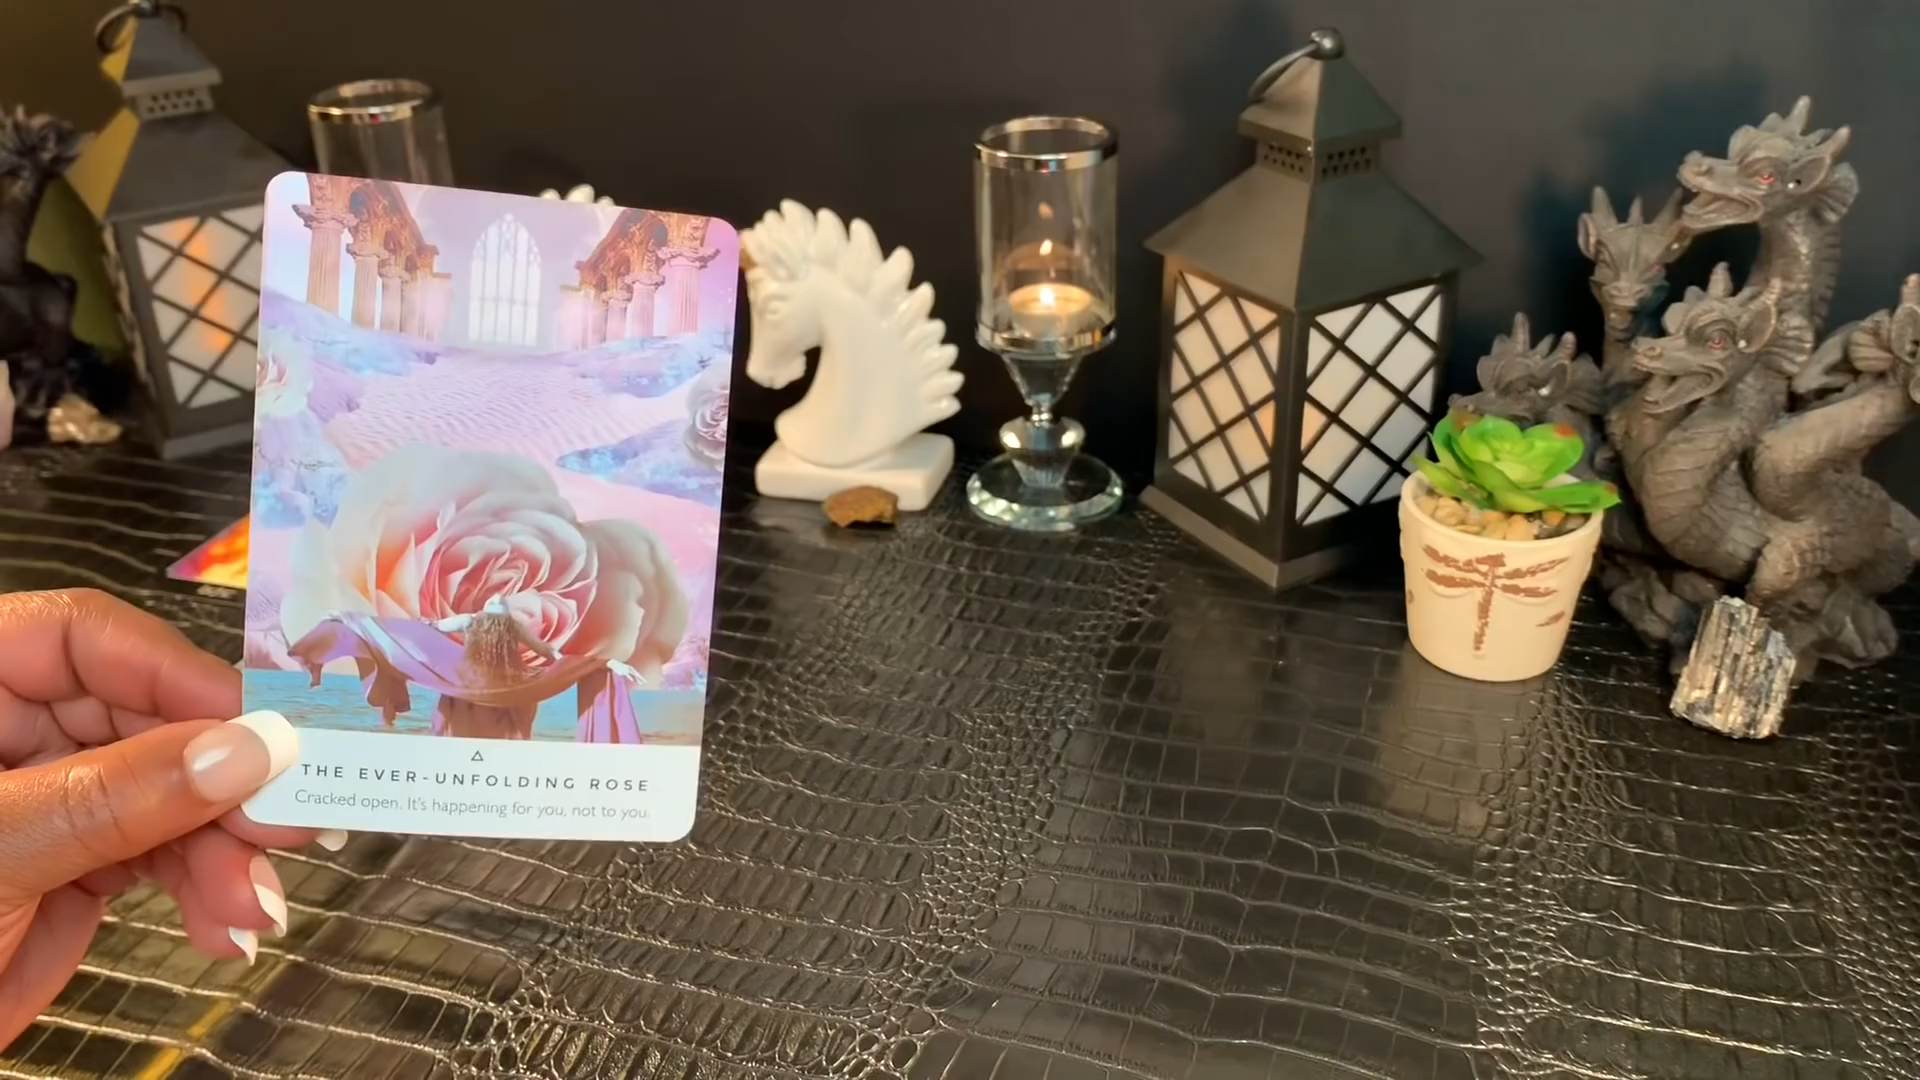 THE EVER-UNFOLDING ROSE
Cracked open. It's happening for you, not to you.